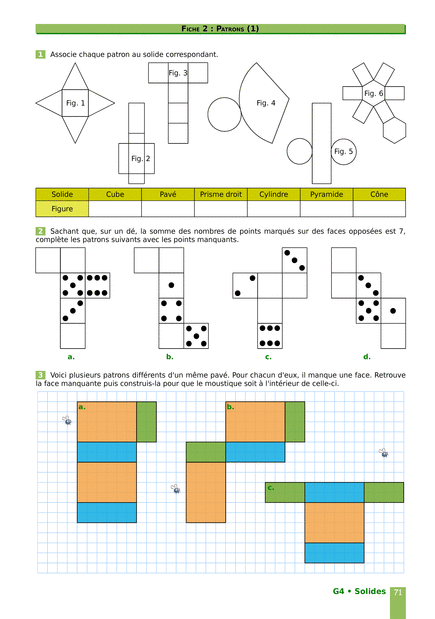 Fiche 2 : Patrons (1)
1 Associe chaque patron au solide correspondant.
Fig. 1
Fig. 2
Fig. 3
Fig. 4
Fig. 5
Fig. 6
Solide Cube Pavé Prisme droit Cylindre Pyramide Cône
Figure
2 Sachant que, sur un dé, la somme des nombres de points marqués sur des faces opposées est 7,
complète les patrons suivants avec les points manquants.
a. b. c. d.
3 Voici plusieurs patrons différents d'un même pavé. Pour chacun d'eux, il manque une face. Retrouve
la face manquante puis construis-la pour que le moustique soit à l'intérieur de celle-ci.
a. b.
c.
G4 • Solides 71